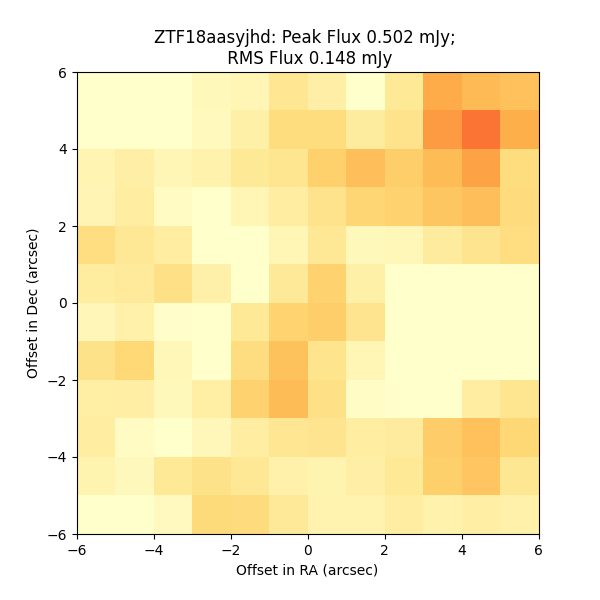 ZTF18aasyjhd: Peak Flux 0.502 mJy;
RMS Flux 0.148 mJy
6
4
2
0
−2
−4
−6
Offset in Dec (arcsec)
−6 −4 −2 0 2 4 6
Offset in RA (arcsec)